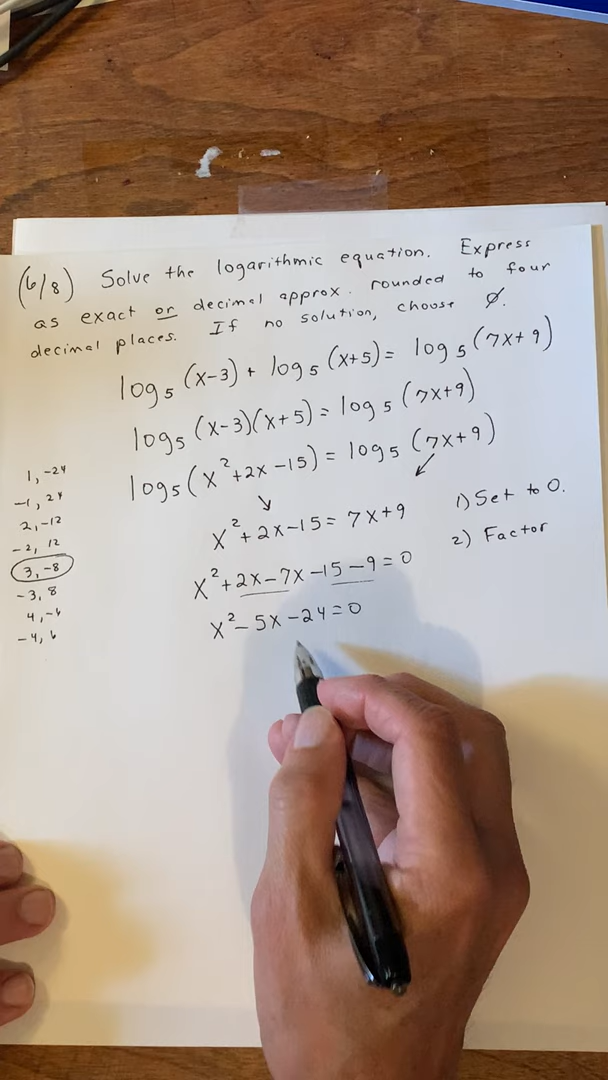 (6/8) Solve the logarithmic equation. Express
as exact or decimal approx. rounded to four
decimal places. If no solution, choose ∅.
log₅(x-3) + log₅(x+5) = log₅(7x+9)
log₅(x-3)(x+5) = log₅(7x+9)
log₅(x²+2x-15) = log₅(7x+9)
x²+2x-15 = 7x+9
x²+2x-7x-15-9=0
x²-5x-24=0
1) Set to 0.
2) Factor
1, -24
-1, 24
2, -12
-2, 12
3, -8
-3, 8
4, -6
-4, 6